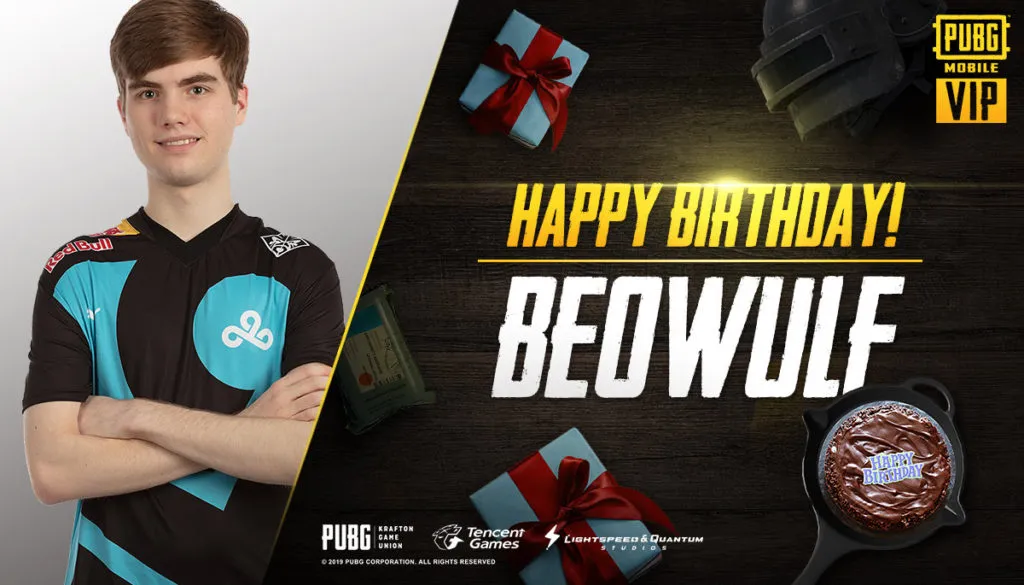 PUBG
MOBILE
VIP
HAPPY BIRTHDAY!
BEOWULF
Red Bull
HAPPY
BIRTHDAY
PUBG
KRAFTON
GAME
UNION
Tencent
Games
LIGHTSPEED & QUANTUM
STUDIOS
© 2019 PUBG CORPORATION. ALL RIGHTS RESERVED